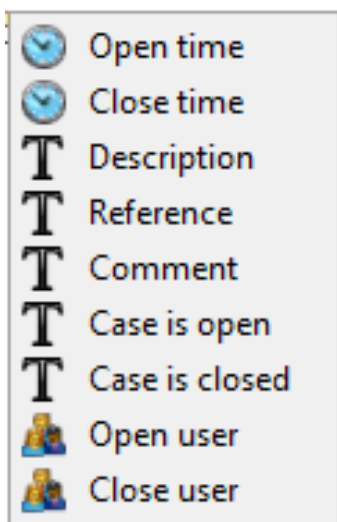 Open time
Close time
Description
Reference
Comment
Case is open
Case is closed
Open user
Close user